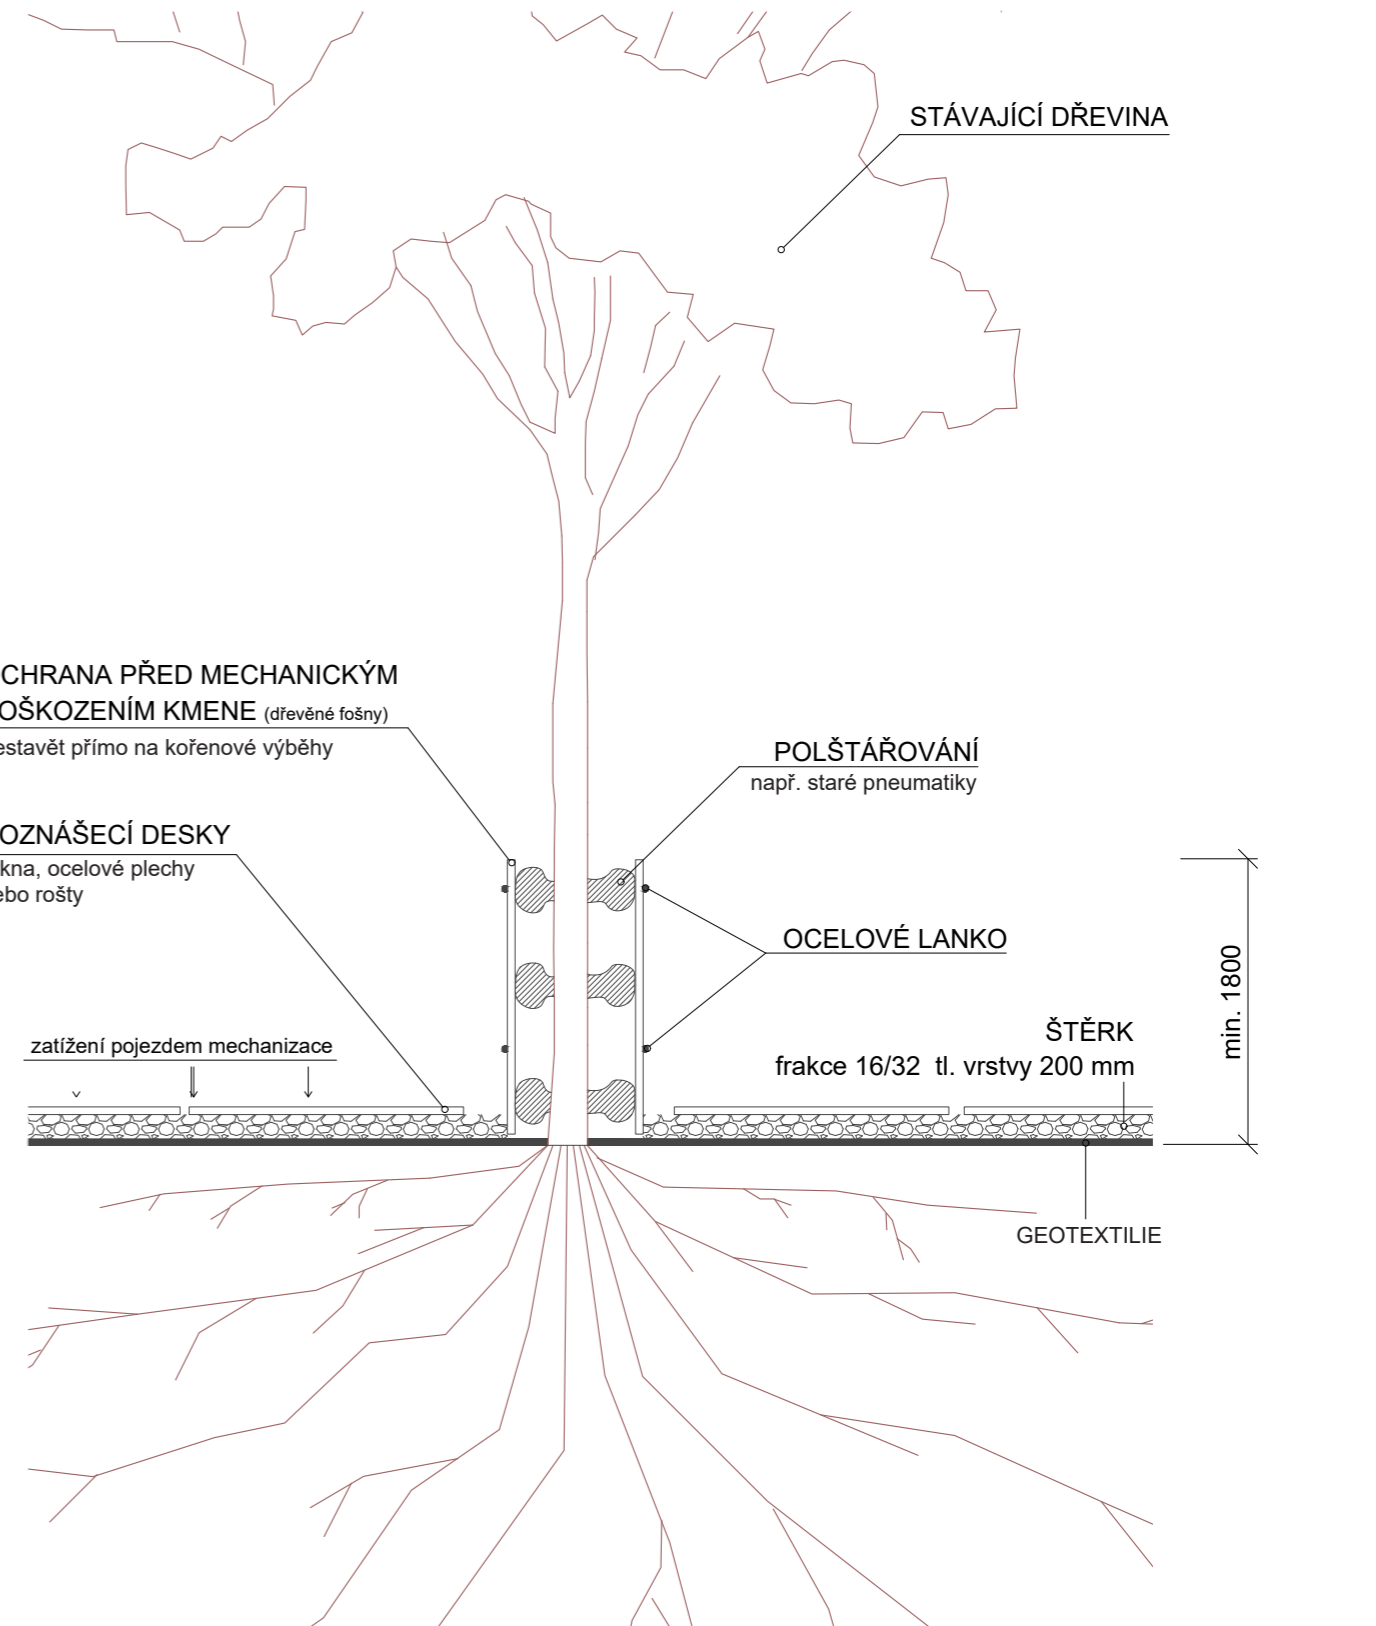 STÁVAJÍCÍ DŘEVINA
CHRANA PŘED MECHANICKÝM
OŠKOZENÍM KMENE (dřevěné fošny)
estavět přímo na kořenové výběhy
POLŠTÁŘOVÁNÍ
např. staré pneumatiky
OZNÁŠECÍ DESKY
kna, ocelové plechy
ebo rošty
OCELOVÉ LANKO
min. 1800
zatížení pojezdem mechanizace
ŠTĚRK
frakce 16/32 tl. vrstvy 200 mm
GEOTEXTILIE